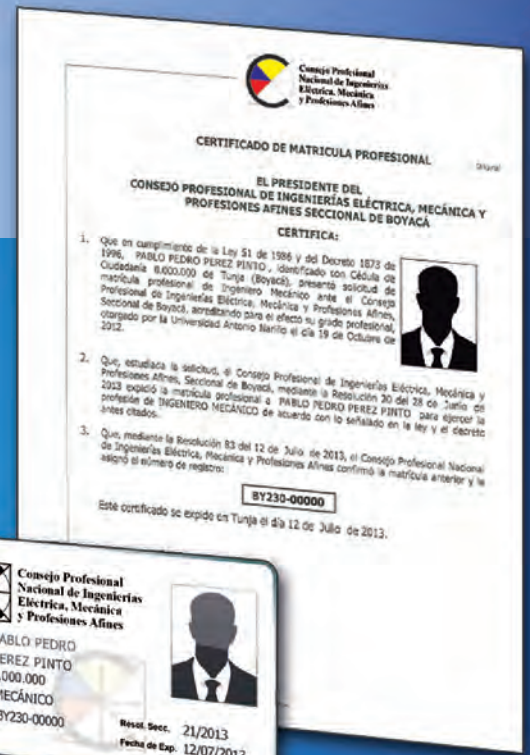 Consejo Profesional
Nacional de Ingenierías
Eléctrica, Mecánica
y Profesiones Afines
CERTIFICADO DE MATRICULA PROFESIONAL
Original
EL PRESIDENTE DEL
CONSEJO PROFESIONAL DE INGENIERÍAS ELÉCTRICA, MECÁNICA Y
PROFESIONES AFINES SECCIONAL DE BOYACÁ
CERTIFICA:
1. Que en cumplimiento de la Ley 51 de 1986 y del Decreto 1873 de
1996, PABLO PEDRO PEREZ PINTO, identificado con Cédula de
Ciudadanía 8.000.000 de Tunja (Boyacá), presentó solicitud de
matrícula profesional de Ingeniero Mecánico ante el Consejo
Profesional de Ingenierías Eléctrica, Mecánica y Profesiones Afines,
Seccional de Boyacá, acreditando para el efecto su grado profesional,
otorgado por la Universidad Antonio Nariño el día 19 de Octubre de
2012.
2. Que, estudiada la solicitud, el Consejo Profesional de Ingenierías Eléctrica, Mecánica y
Profesiones Afines, Seccional de Boyacá, mediante la Resolución 20 del 28 de Junio de
2013 expidió la matrícula profesional a PABLO PEDRO PEREZ PINTO para ejercer la
profesión de INGENIERO MECÁNICO de acuerdo con lo señalado en la ley y el decreto
antes citados.
3. Que, mediante la Resolución 83 del 12 de Julio de 2013, el Consejo Profesional Nacional
de Ingenierías Eléctrica, Mecánica y Profesiones Afines confirmó la matrícula anterior y le
asignó el número de registro:
BY230-00000
Este certificado se expide en Tunja el día 12 de Julio de 2013.
Consejo Profesional
Nacional de Ingenierías
Eléctrica, Mecánica
y Profesiones Afines
ABLO PEDRO
EREZ PINTO
.000.000
MECÁNICO
BY230-00000
Resol. Secc. 21/2013
Fecha de Exp. 12/07/2013